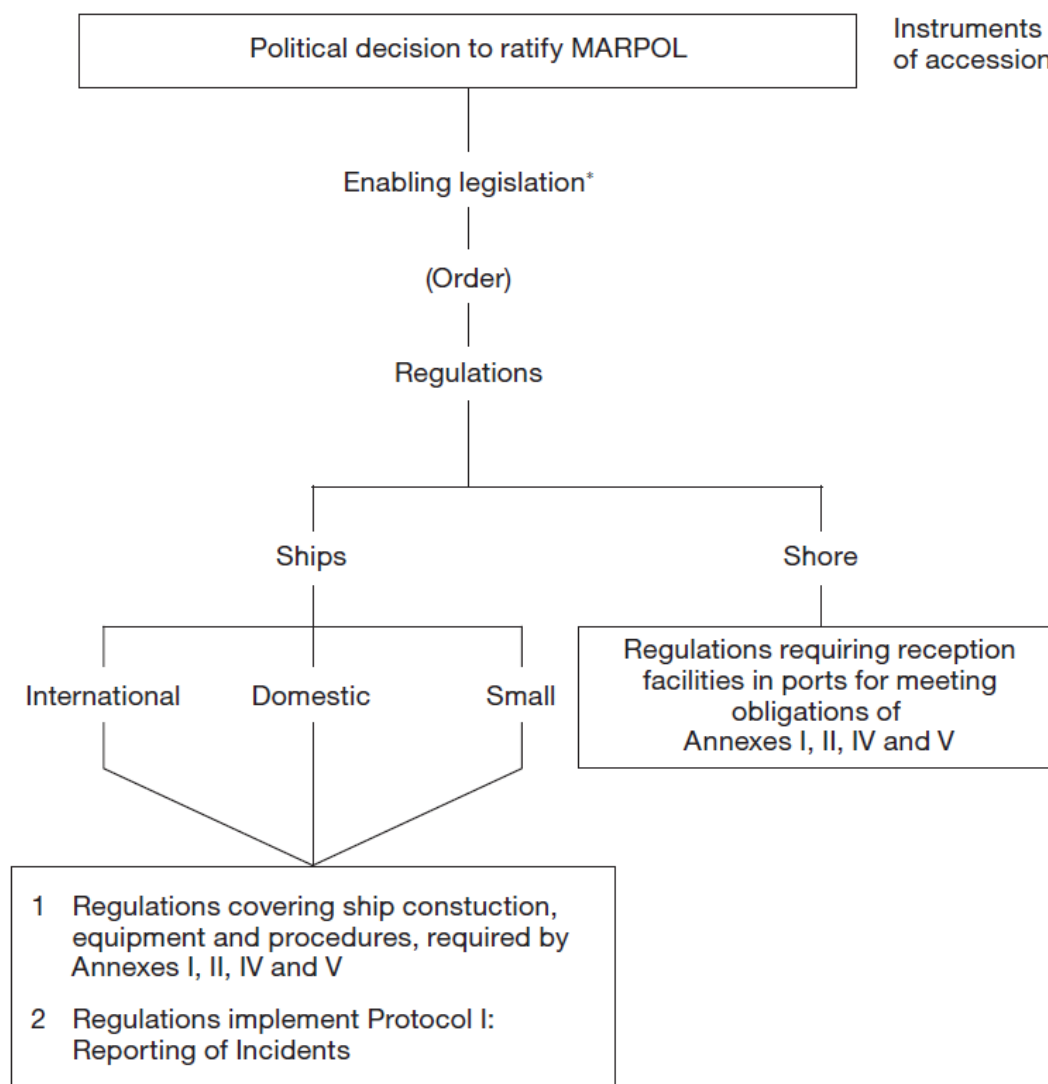 Political decision to ratify MARPOL
Instruments
of accession
Enabling legislation*
(Order)
Regulations
Ships
Shore
International
Domestic
Small
Regulations requiring reception
facilities in ports for meeting
obligations of
Annexes I, II, IV and V
1 Regulations covering ship constuction,
equipment and procedures, required by
Annexes I, II, IV and V
2 Regulations implement Protocol I:
Reporting of Incidents